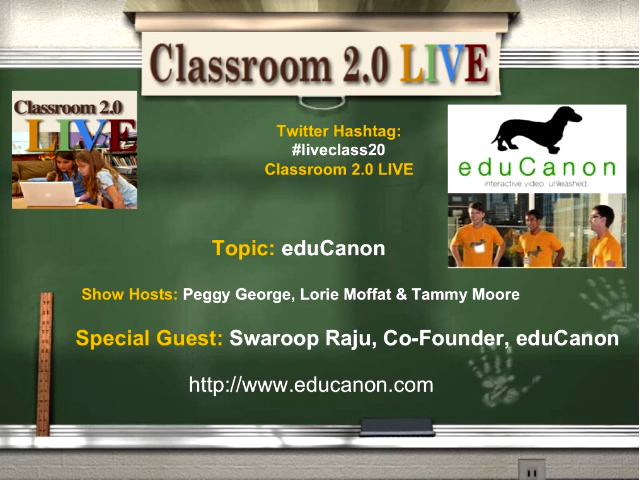 Classroom 2.0 LIVE
Classroom 2.0
LIVE
Twitter Hashtag:
#liveclass20
Classroom 2.0 LIVE
eduCanon
interactive video. unleashed.
Topic: eduCanon
Show Hosts: Peggy George, Lorie Moffat & Tammy Moore
Special Guest: Swaroop Raju, Co-Founder, eduCanon
http://www.educanon.com